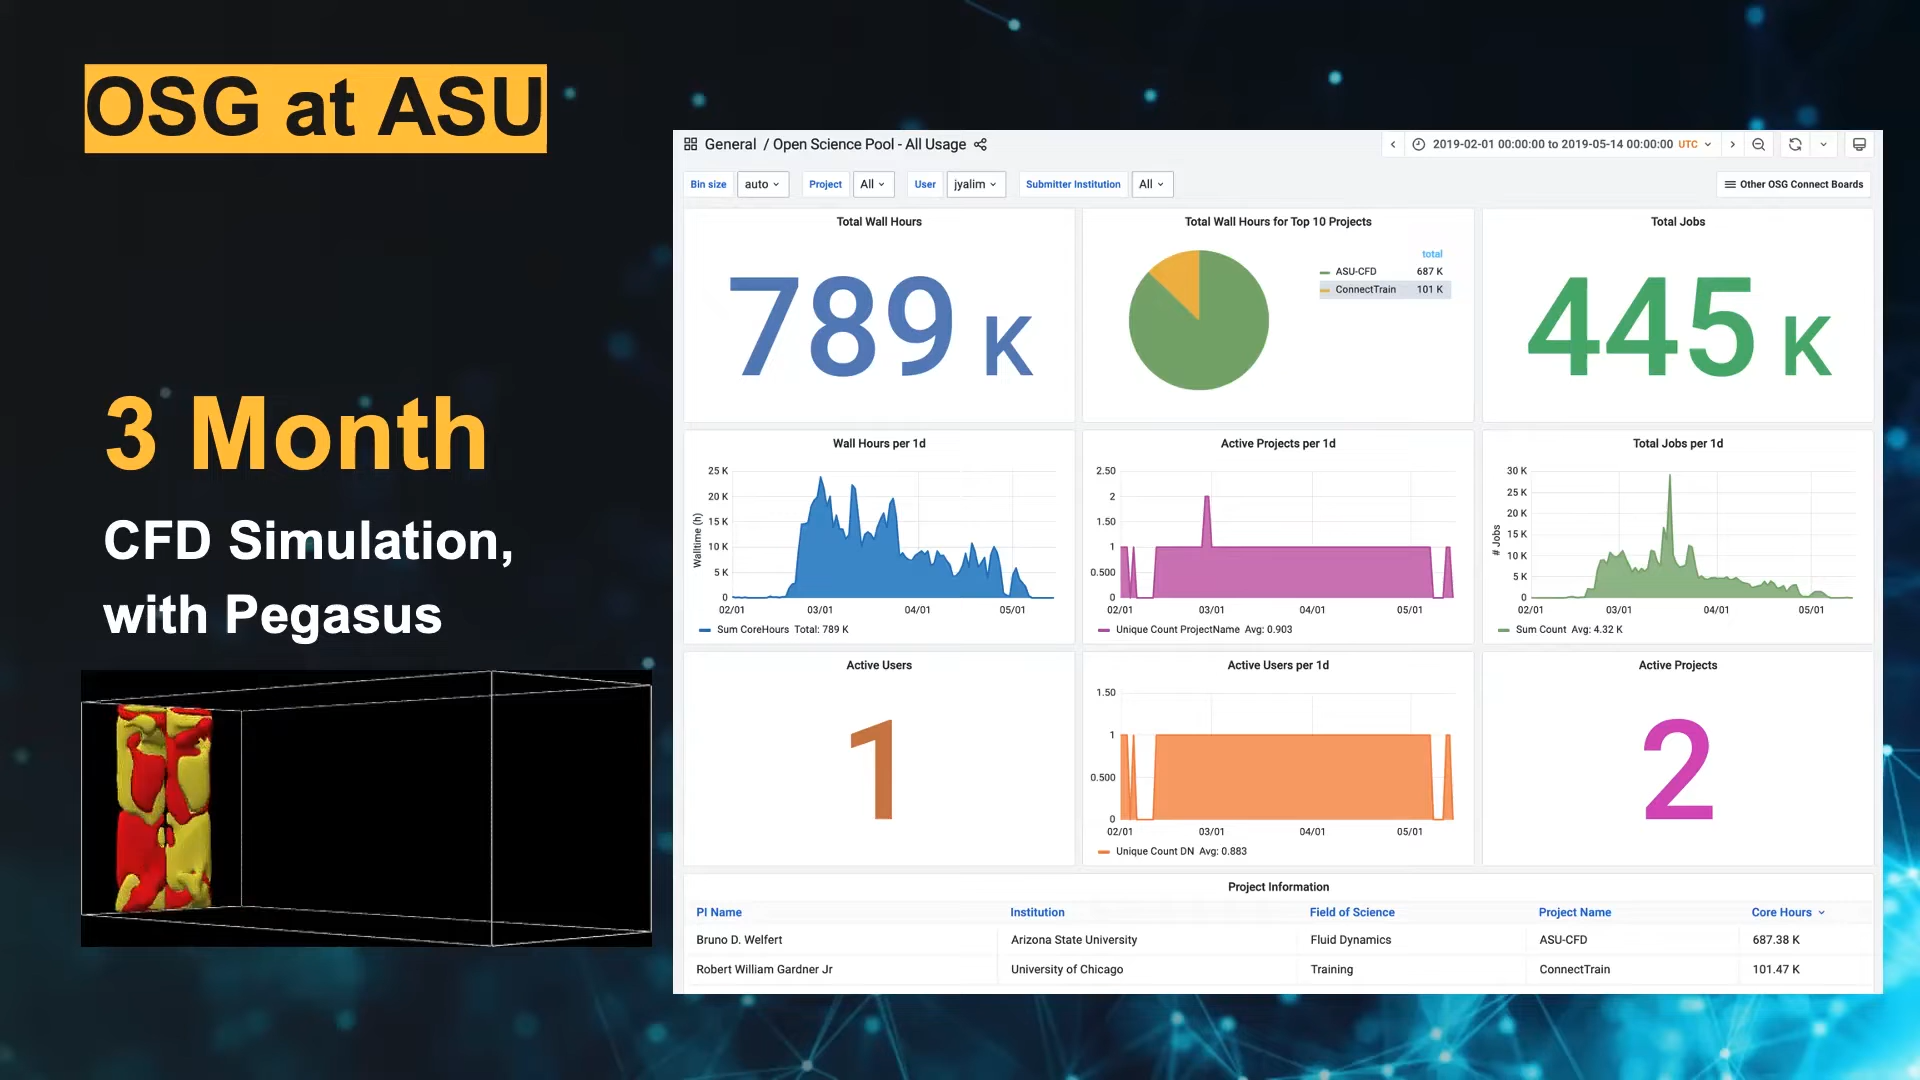 OSG at ASU
3 Month
CFD Simulation,
with Pegasus
General / Open Science Pool - All Usage
2019-02-01 00:00:00 to 2019-05-14 00:00:00 UTC
Bin size auto Project All User jyalim Submitter Institution All Other OSG Connect Boards
Total Wall Hours
789 K
Total Wall Hours for Top 10 Projects
total
ASU-CFD 687 K
ConnectTrain 101 K
Total Jobs
445 K
Wall Hours per 1d
Walltime (h)
25 K
20 K
15 K
10 K
5 K
0
02/01 03/01 04/01 05/01
Sum CoreHours Total: 789 K
Active Projects per 1d
2.50
2
1.50
1
0.500
0
02/01 03/01 04/01 05/01
Unique Count ProjectName Avg: 0.903
Total Jobs per 1d
# Jobs
30 K
25 K
20 K
15 K
10 K
5 K
0
02/01 03/01 04/01 05/01
Sum Count Avg: 4.32 K
Active Users
1
Active Users per 1d
1.50
1
0.500
0
02/01 03/01 04/01 05/01
Unique Count DN Avg: 0.883
Active Projects
2
Project Information
PI Name Institution Field of Science Project Name Core Hours
Bruno D. Welfert Arizona State University Fluid Dynamics ASU-CFD 687.38 K
Robert William Gardner Jr University of Chicago Training ConnectTrain 101.47 K